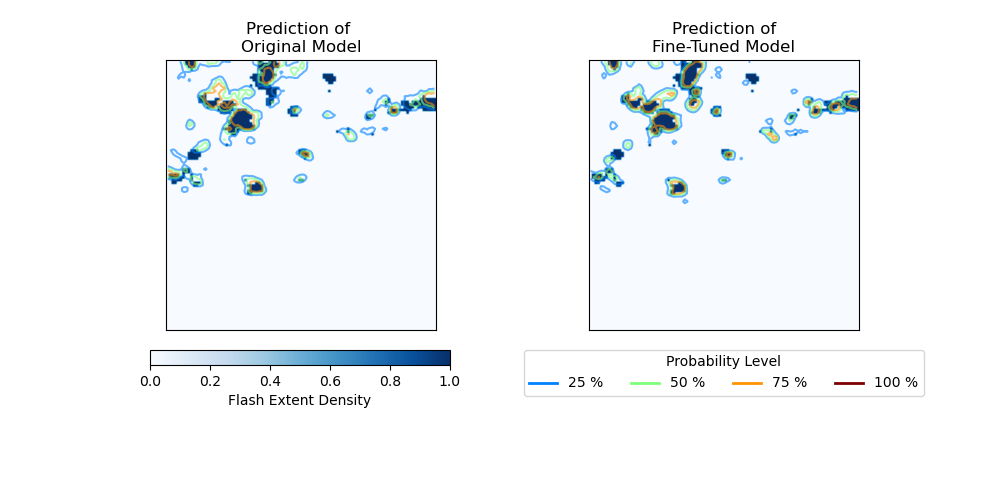 Prediction of
Original Model
Prediction of
Fine-Tuned Model
0.0 0.2 0.4 0.6 0.8 1.0
Flash Extent Density
Probability Level
25 % 50 % 75 % 100 %